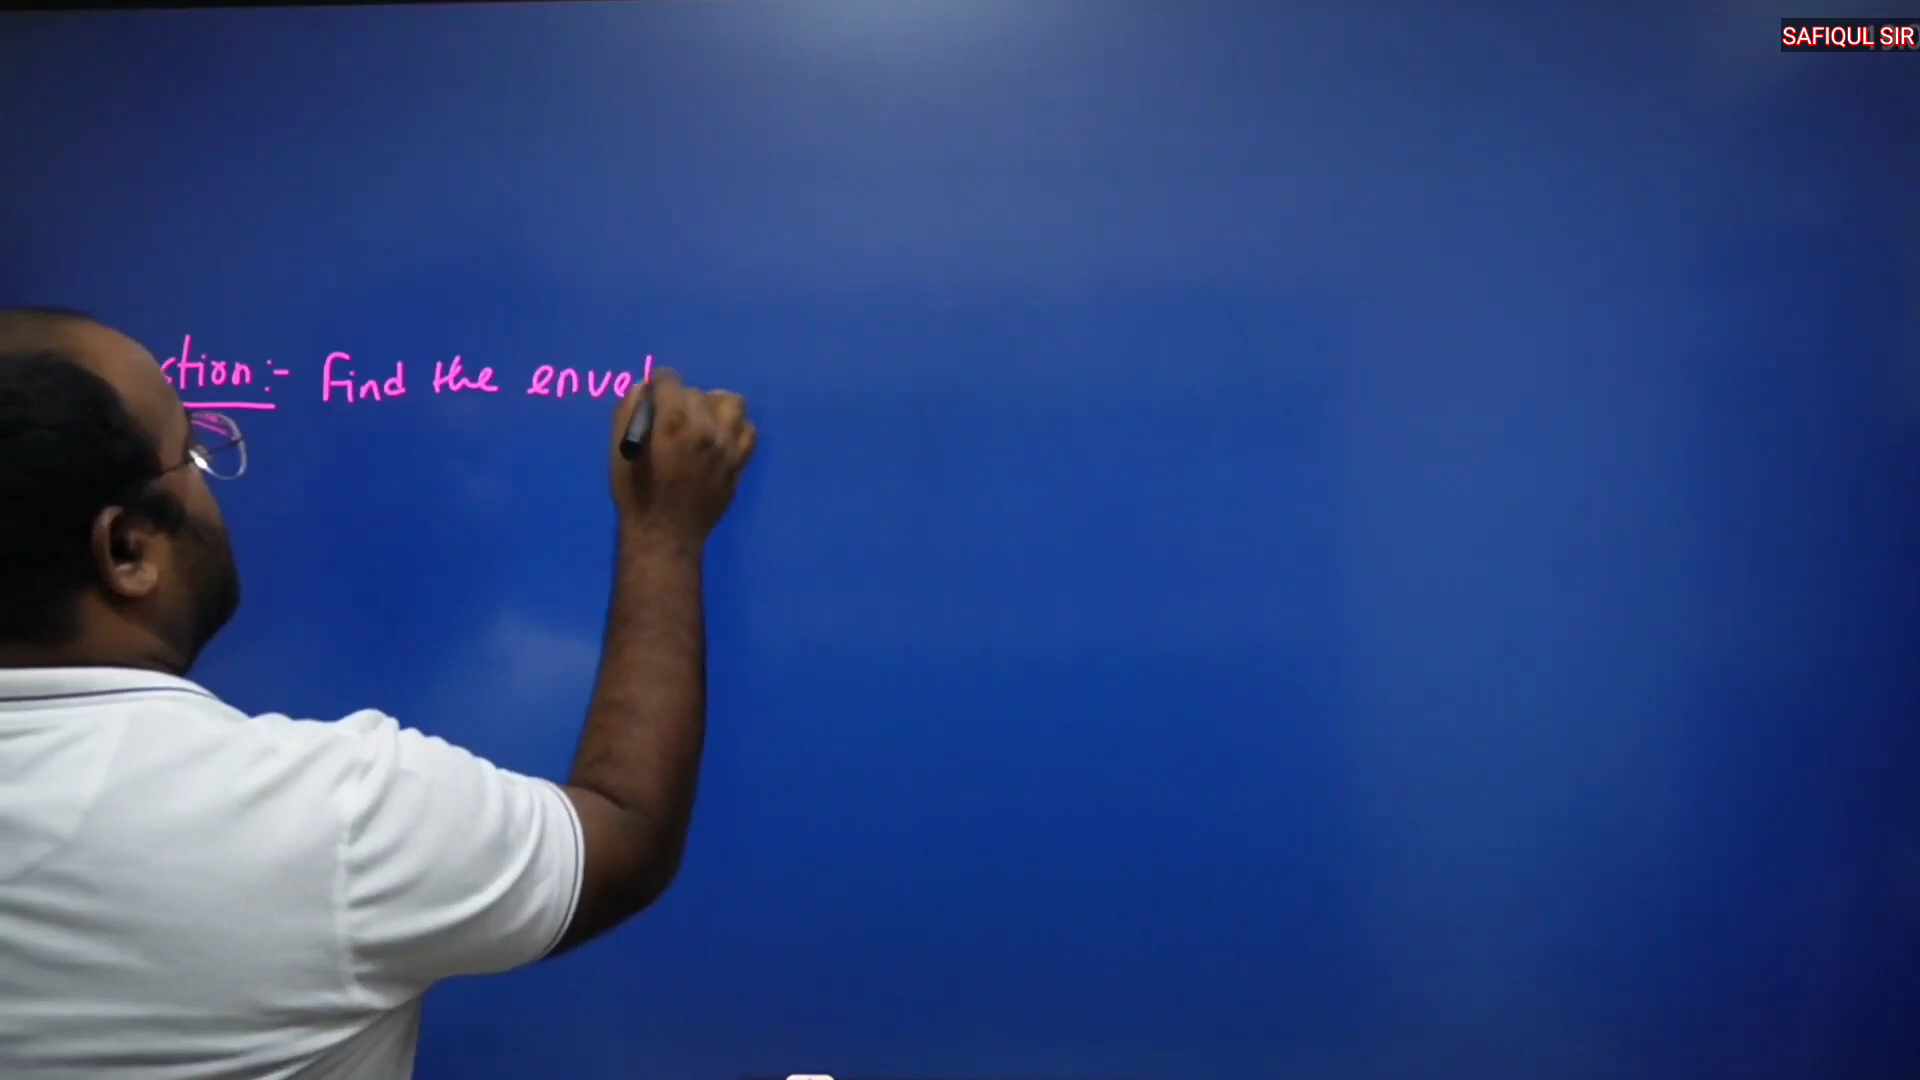 SAFIQUL SIR
ction:- Find the envel